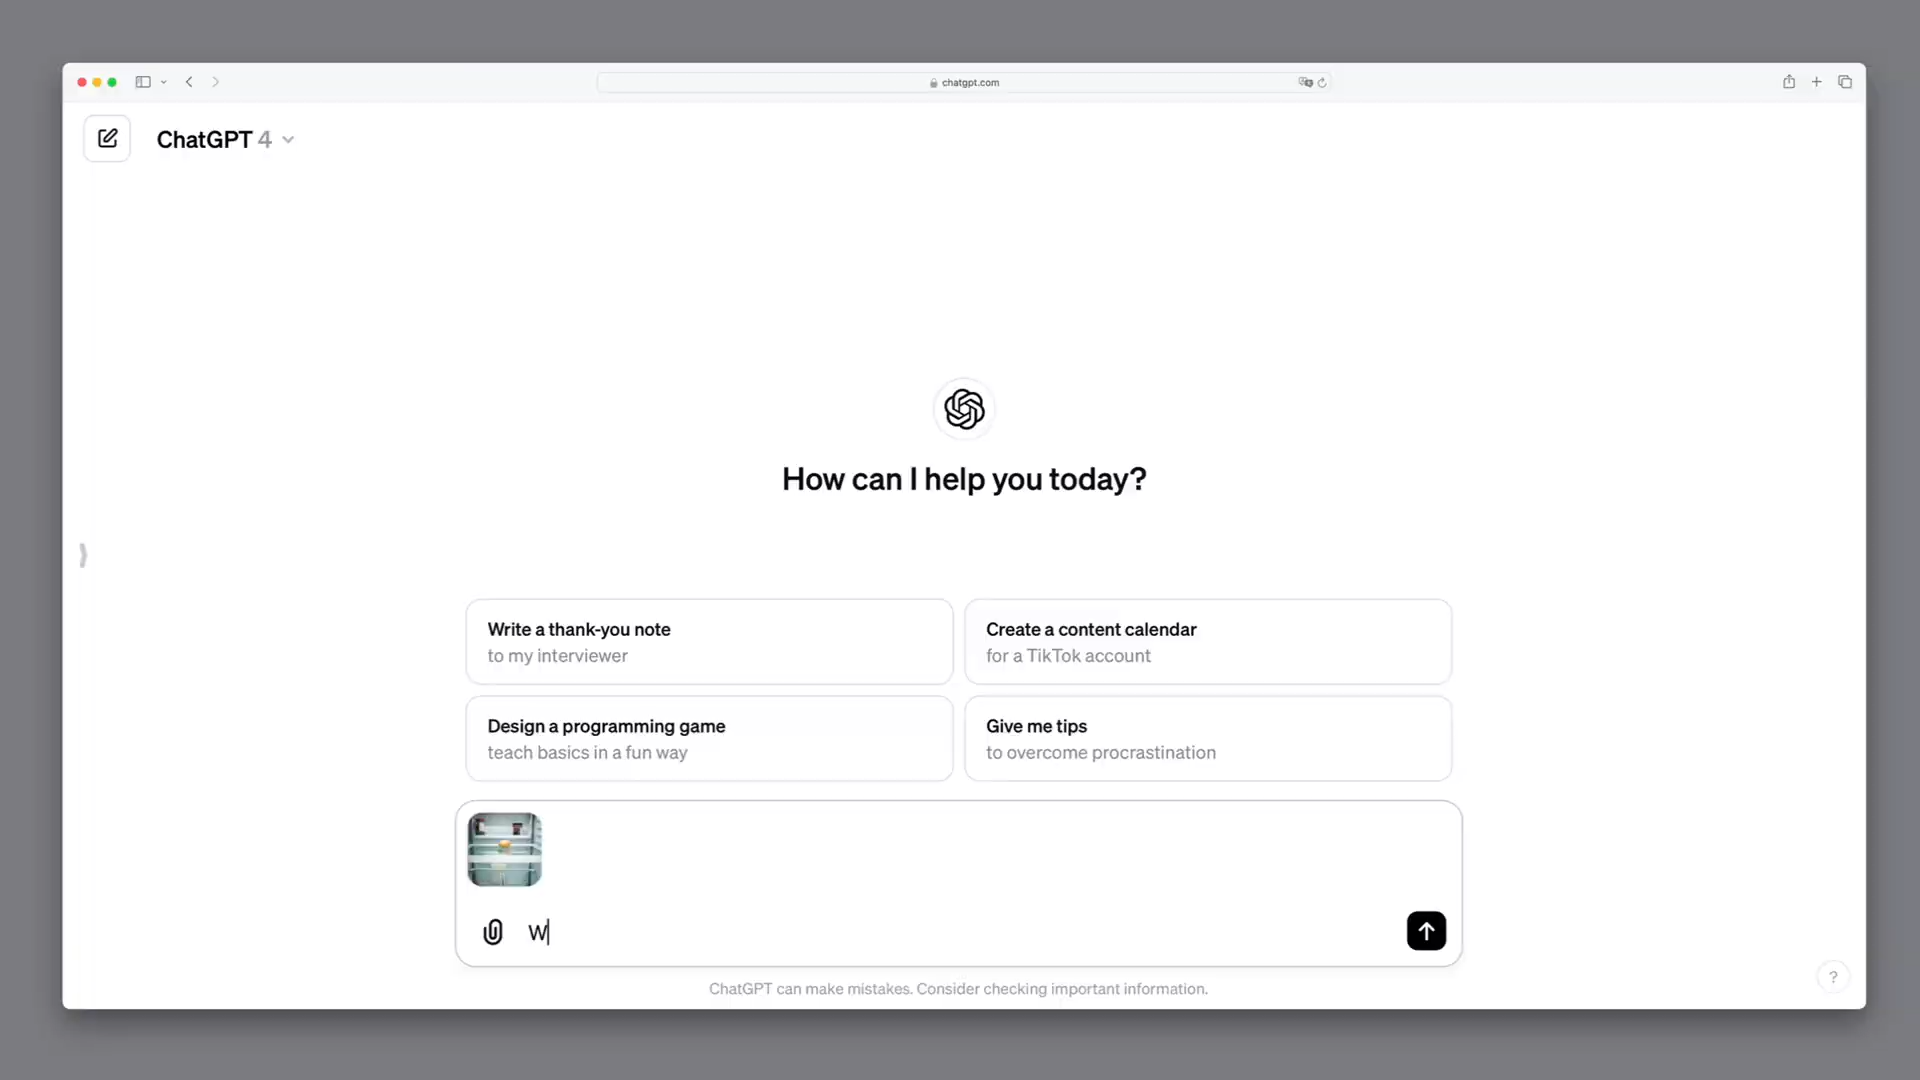 chatgpt.com
ChatGPT 4
How can I help you today?
Write a thank-you note
to my interviewer
Create a content calendar
for a TikTok account
Design a programming game
teach basics in a fun way
Give me tips
to overcome procrastination
W
ChatGPT can make mistakes. Consider checking important information.
?